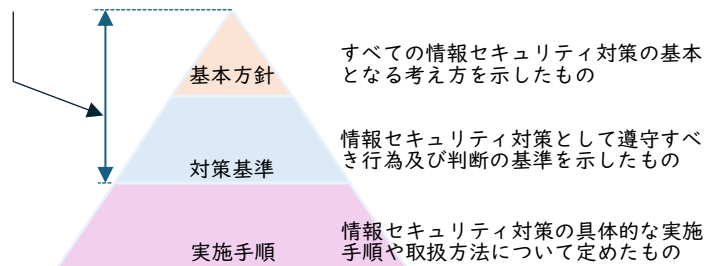 基本方針
すべての情報セキュリティ対策の基本
となる考え方を示したもの
対策基準
情報セキュリティ対策として遵守すべ
き行為及び判断の基準を示したもの
実施手順
情報セキュリティ対策の具体的な実施
手順や取扱方法について定めたもの